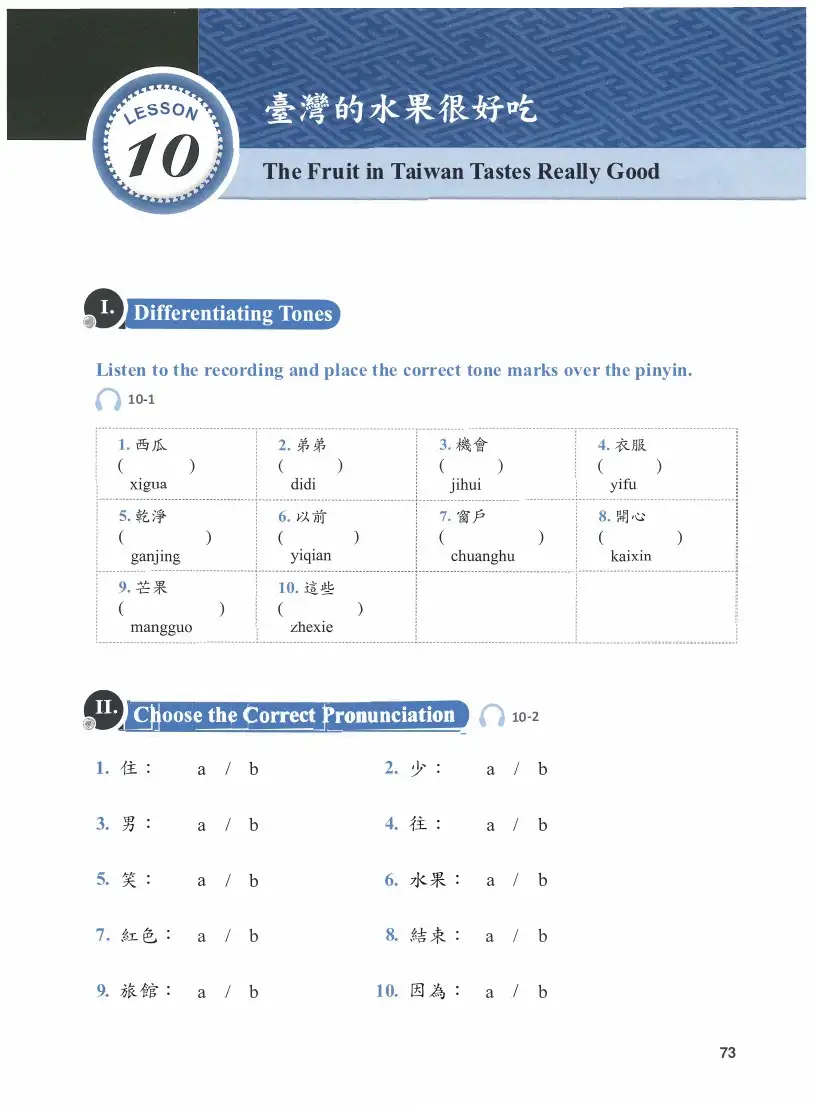 LESSON
10
臺灣的水果很好吃
The Fruit in Taiwan Tastes Really Good
I. Differentiating Tones
Listen to the recording and place the correct tone marks over the pinyin.
10-1
1. 西瓜 2. 弟弟 3. 機會 4. 衣服
( ) ( ) ( ) ( )
xigua didi jihui yifu
5. 乾淨 6. 以前 7. 窗戶 8. 開心
( ) ( ) ( ) ( )
ganjing yiqian chuanghu kaixin
9. 芒果 10. 這些
( ) ( )
mangguo zhexie
II. Choose the Correct Pronunciation 10-2
1. 住： a / b 2. 少： a / b
3. 男： a / b 4. 往： a / b
5. 笑： a / b 6. 水果： a / b
7. 紅色： a / b 8. 結束： a / b
9. 旅館： a / b 10. 因為： a / b
73